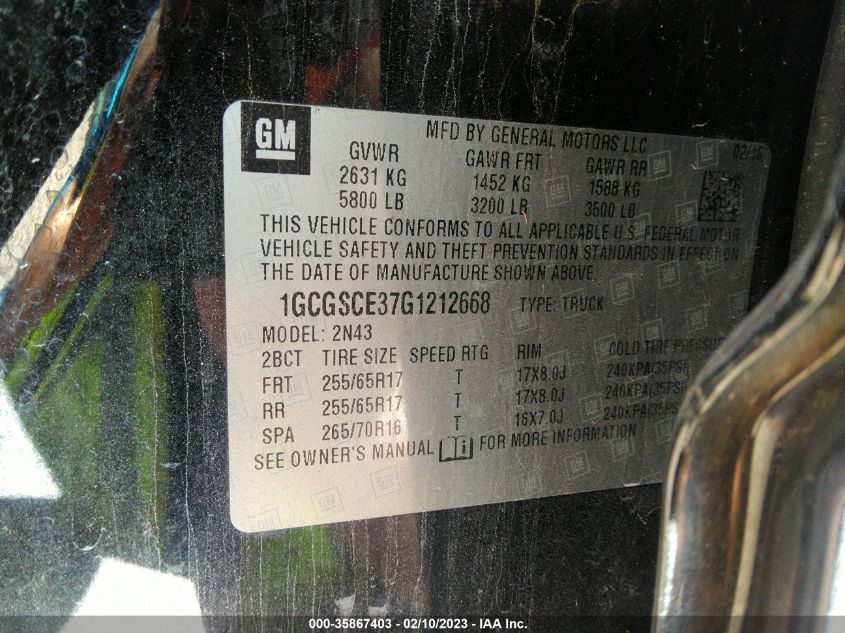 GM
MFD BY GENERAL MOTORS LLC
02/16
GVWR GAWR FRT GAWR RR
2631 KG 1452 KG 1588 KG
5800 LB 3200 LB 3500 LB
THIS VEHICLE CONFORMS TO ALL APPLICABLE U.S. FEDERAL MOTOR
VEHICLE SAFETY AND THEFT PREVENTION STANDARDS IN EFFECT ON
THE DATE OF MANUFACTURE SHOWN ABOVE.
1GCGSCE37G1212668 TYPE: TRUCK
MODEL: 2N43
2BCT TIRE SIZE SPEED RTG RIM COLD TIRE PRESSURE
FRT 255/65R17 T 17X8.0J 240KPA(35PSI)
RR 255/65R17 T 17X8.0J 240KPA(35PSI)
SPA 265/70R16 T 16X7.0J 240KPA(35PSI)
SEE OWNER'S MANUAL FOR MORE INFORMATION
000-35867403 - 02/10/2023 - IAA Inc.